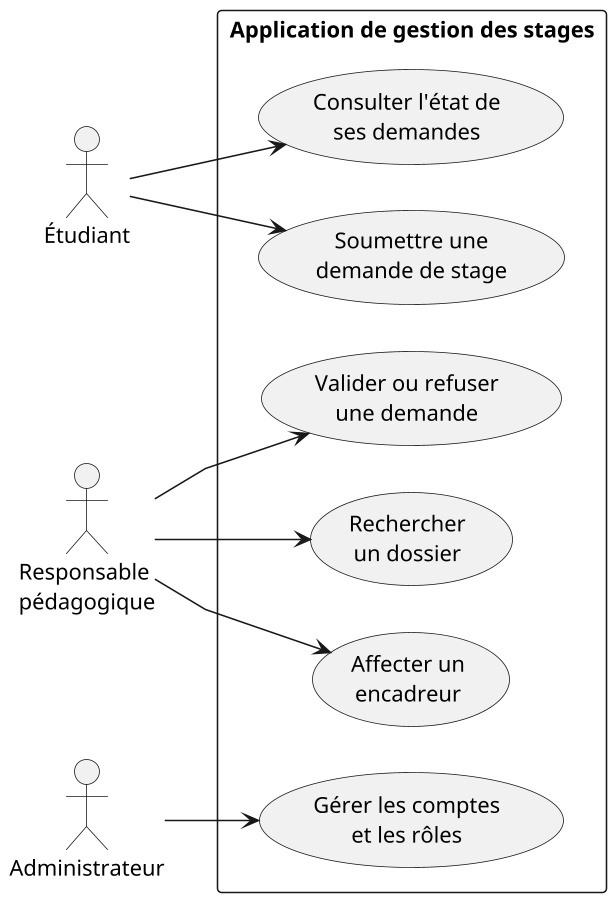 Application de gestion des stages
Consulter l'état de
ses demandes
Étudiant
Soumettre une
demande de stage
Valider ou refuser
une demande
Responsable
pédagogique
Rechercher
un dossier
Affecter un
encadreur
Administrateur
Gérer les comptes
et les rôles